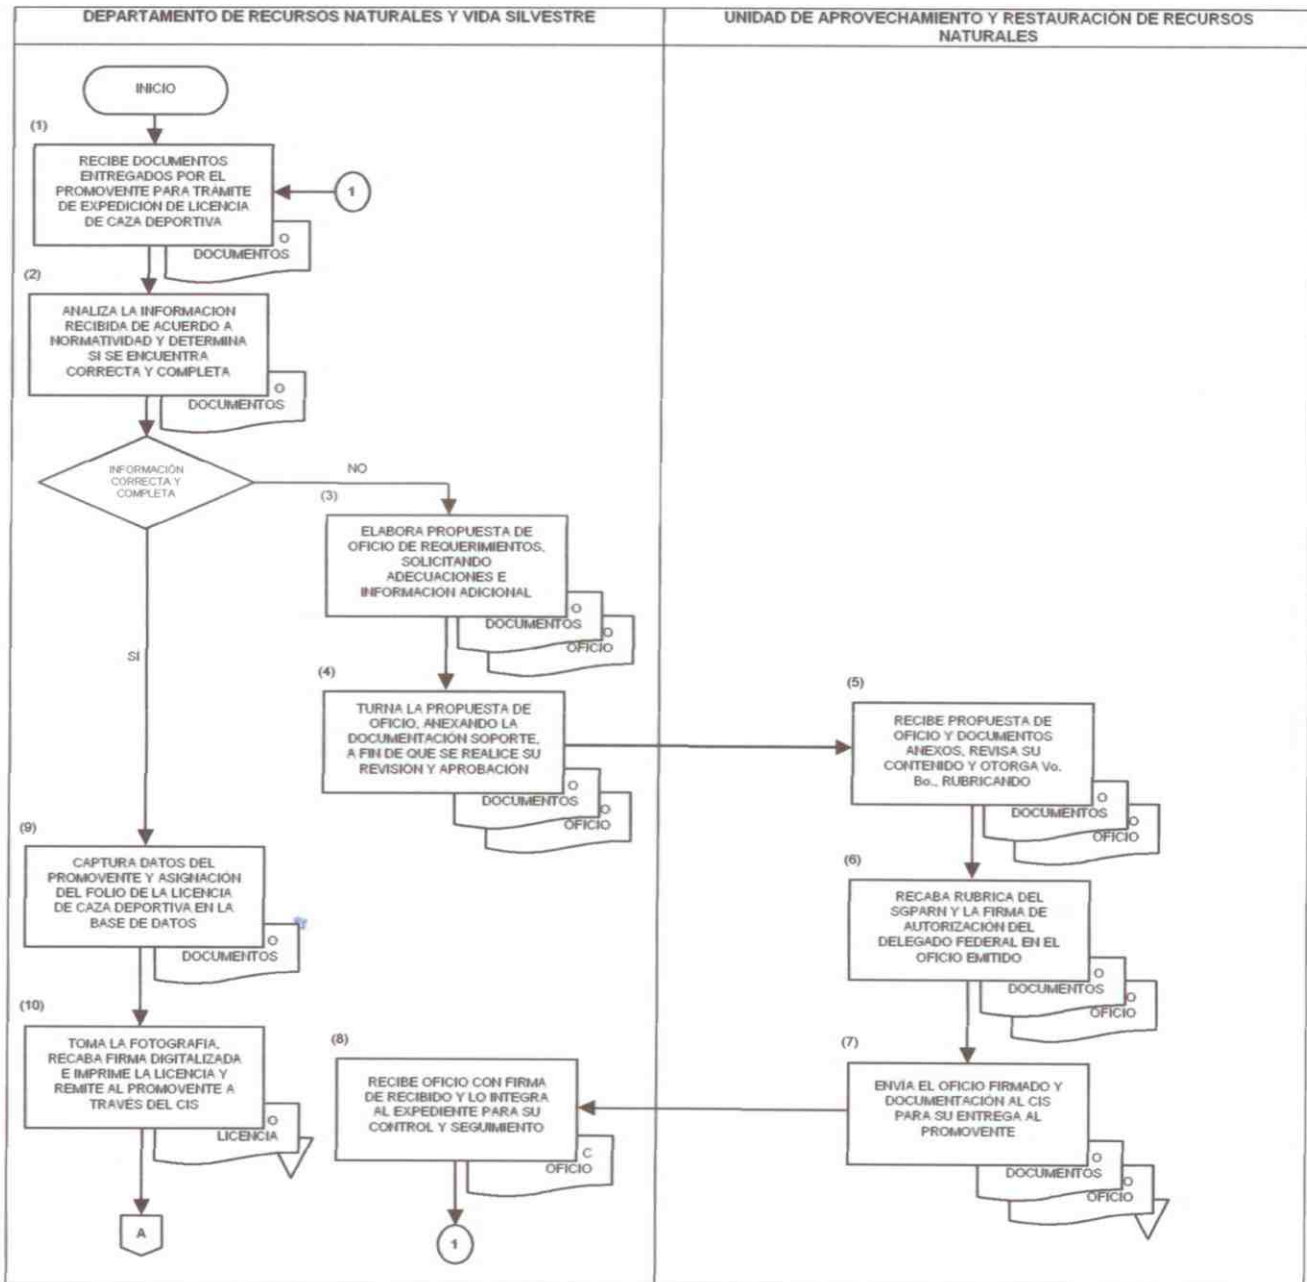 DEPARTAMENTO DE RECURSOS NATURALES Y VIDA SILVESTRE
UNIDAD DE APROVECHAMIENTO Y RESTAURACIÓN DE RECURSOS
NATURALES
INICIO
(1)
RECIBE DOCUMENTOS
ENTREGADOS POR EL
PROMOVENTE PARA TRÁMITE
DE EXPEDICIÓN DE LICENCIA
DE CAZA DEPORTIVA
1
O
DOCUMENTOS
(2)
ANALIZA LA INFORMACION
RECIBIDA DE ACUERDO A
NORMATIVIDAD Y DETERMINA
SI SE ENCUENTRA
CORRECTA Y COMPLETA
O
DOCUMENTOS
INFORMACIÓN
CORRECTA Y
COMPLETA
NO
SI
(3)
ELABORA PROPUESTA DE
OFICIO DE REQUERIMIENTOS,
SOLICITANDO
ADECUACIONES E
INFORMACION ADICIONAL
O
DOCUMENTOS
O
OFICIO
(4)
TURNA LA PROPUESTA DE
OFICIO, ANEXANDO LA
DOCUMENTACIÓN SOPORTE,
A FIN DE QUE SE REALICE SU
REVISION Y APROBACION
O
DOCUMENTOS
O
OFICIO
(5)
RECIBE PROPUESTA DE
OFICIO Y DOCUMENTOS
ANEXOS, REVISA SU
CONTENIDO Y OTORGA Vo.
Bo., RUBRICANDO
O
DOCUMENTOS
O
OFICIO
(6)
RECABA RUBRICA DEL
SGPARN Y LA FIRMA DE
AUTORIZACIÓN DEL
DELEGADO FEDERAL EN EL
OFICIO EMITIDO
O
DOCUMENTOS
O
OFICIO
(7)
ENVÍA EL OFICIO FIRMADO Y
DOCUMENTACIÓN AL CIS
PARA SU ENTREGA AL
PROMOVENTE
O
DOCUMENTOS
O
OFICIO
(8)
RECIBE OFICIO CON FIRMA
DE RECIBIDO Y LO INTEGRA
AL EXPEDIENTE PARA SU
CONTROL Y SEGUIMIENTO
C
OFICIO
1
(9)
CAPTURA DATOS DEL
PROMOVENTE Y ASIGNACIÓN
DEL FOLIO DE LA LICENCIA
DE CAZA DEPORTIVA EN LA
BASE DE DATOS
O
DOCUMENTOS
(10)
TOMA LA FOTOGRAFIA,
RECABA FIRMA DIGITALIZADA
E IMPRIME LA LICENCIA Y
REMITE AL PROMOVENTE A
TRAVÉS DEL CIS
O
LICENCIA
A